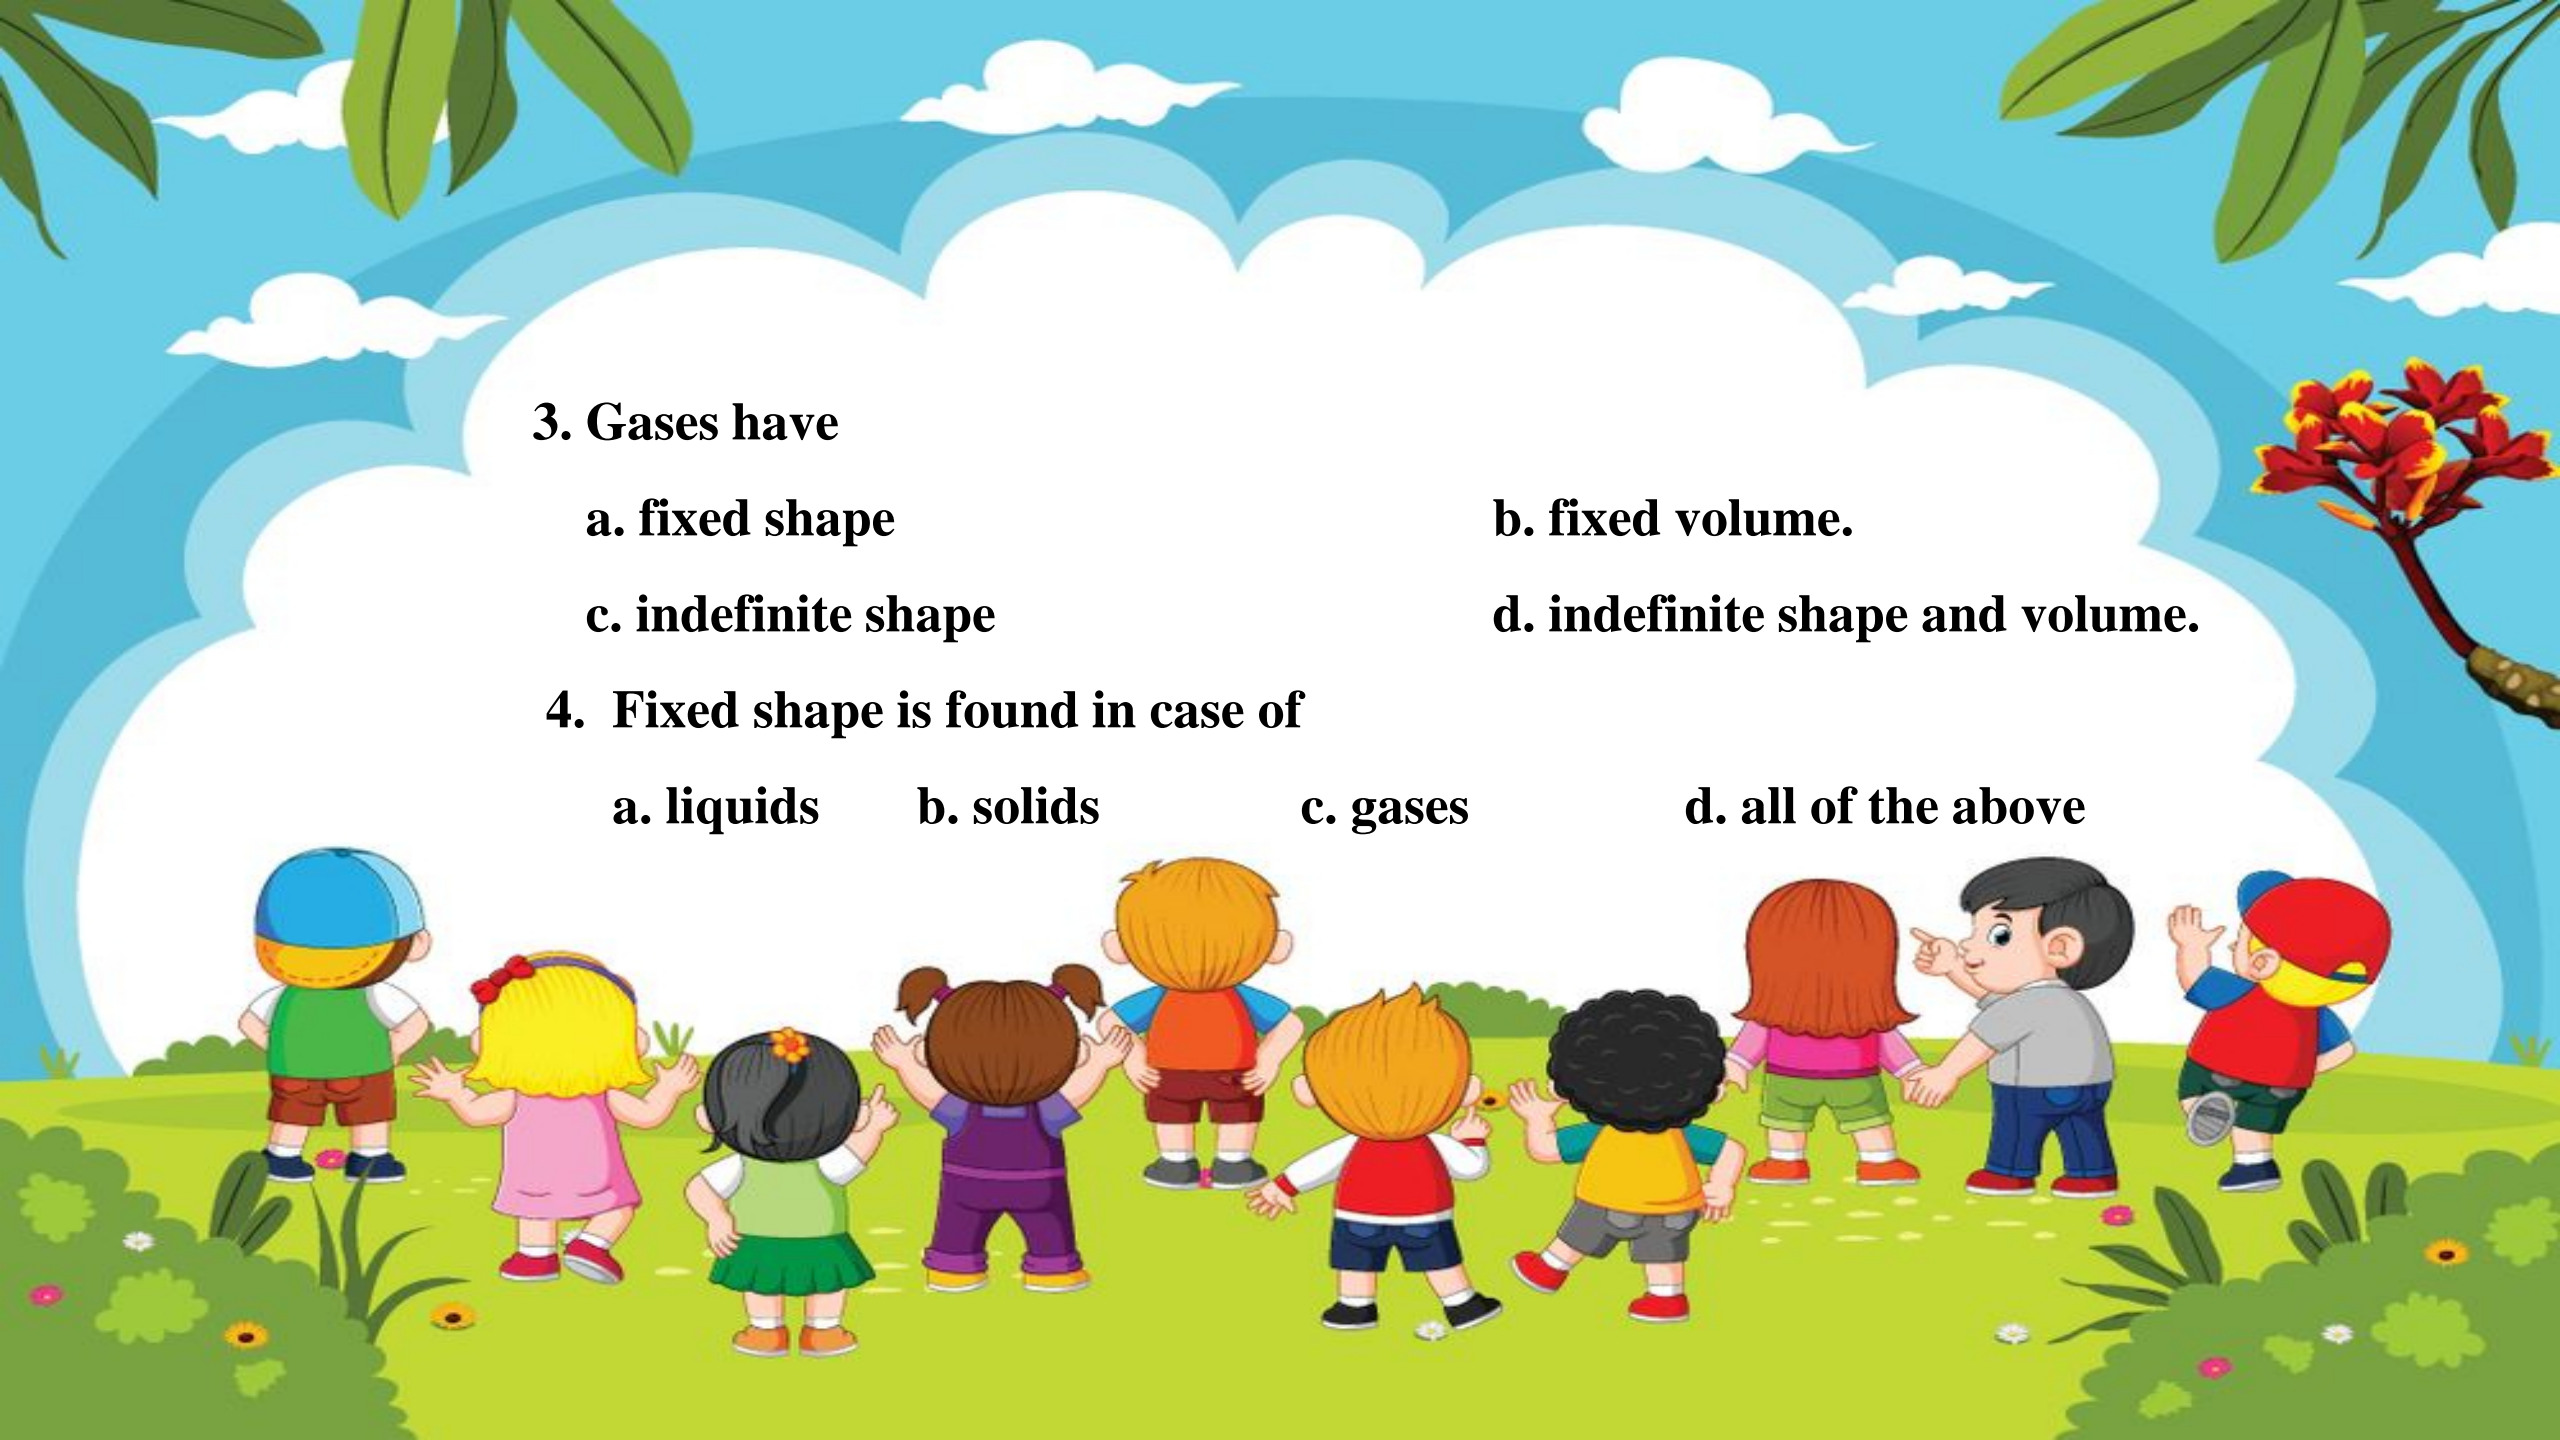 3. Gases have
a. fixed shape b. fixed volume.
c. indefinite shape d. indefinite shape and volume.
4. Fixed shape is found in case of
a. liquids b. solids c. gases d. all of the above